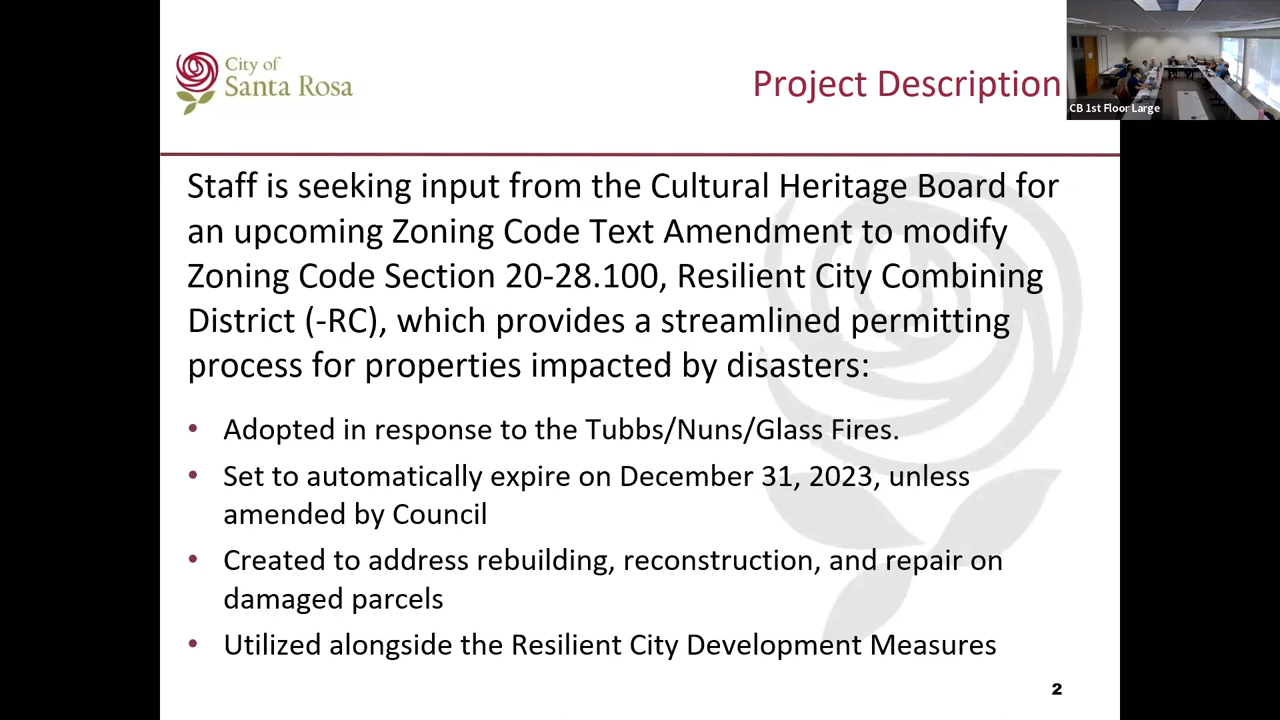 City of
Santa Rosa
Project Description
CB 1st Floor Large
Staff is seeking input from the Cultural Heritage Board for
an upcoming Zoning Code Text Amendment to modify
Zoning Code Section 20-28.100, Resilient City Combining
District (-RC), which provides a streamlined permitting
process for properties impacted by disasters:
• Adopted in response to the Tubbs/Nuns/Glass Fires.
• Set to automatically expire on December 31, 2023, unless
amended by Council
• Created to address rebuilding, reconstruction, and repair on
damaged parcels
• Utilized alongside the Resilient City Development Measures
2